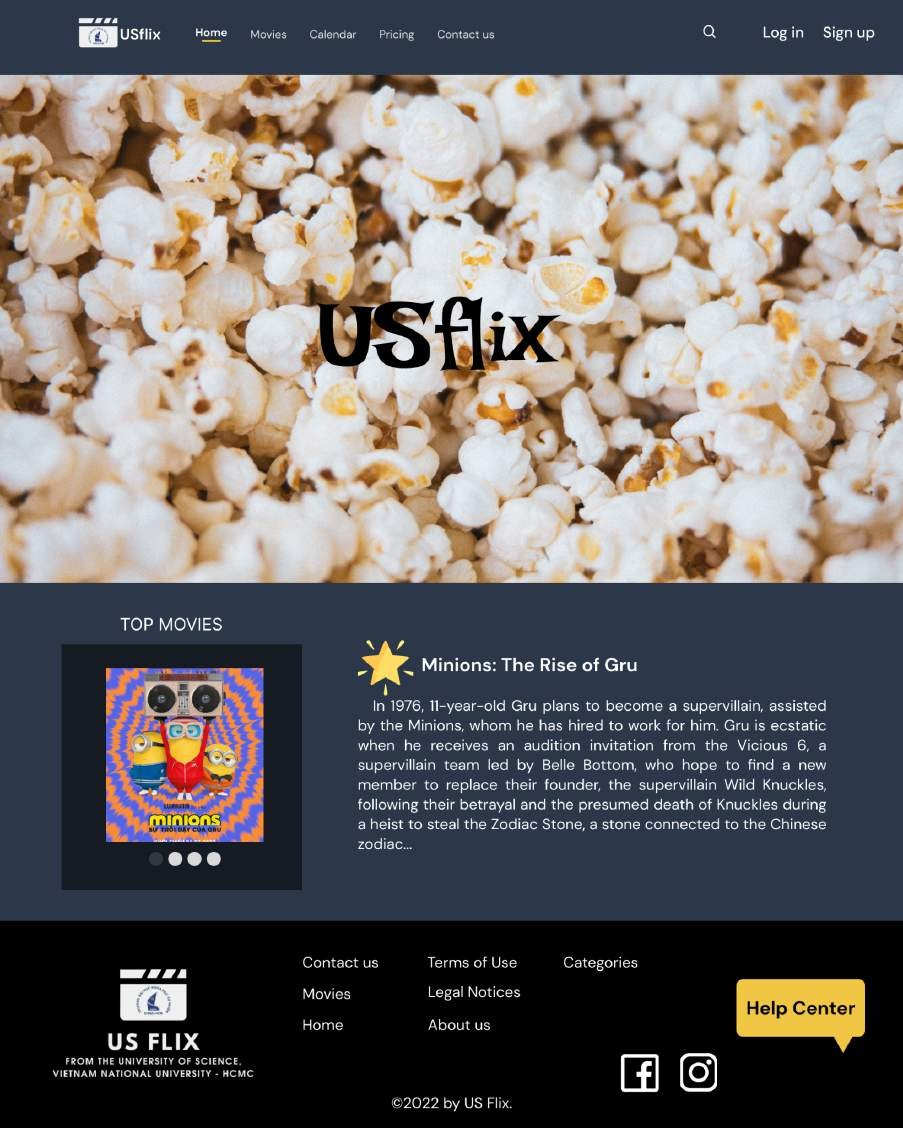 USflix
Home
Movies
Calendar
Pricing
Contact us
Log in
Sign up
USflix
TOP MOVIES
minions
SỰ TRỖI DẬY CỦA GRU
Minions: The Rise of Gru
In 1976, 11-year-old Gru plans to become a supervillain, assisted
by the Minions, whom he has hired to work for him. Gru is ecstatic
when he receives an audition invitation from the Vicious 6, a
supervillain team led by Belle Bottom, who hope to find a new
member to replace their founder, the supervillain Wild Knuckles,
following their betrayal and the presumed death of Knuckles during
a heist to steal the Zodiac Stone, a stone connected to the Chinese
zodiac...
US FLIX
FROM THE UNIVERSITY OF SCIENCE,
VIETNAM NATIONAL UNIVERSITY - HCMC
Contact us
Movies
Home
Terms of Use
Legal Notices
About us
Categories
Help Center
©2022 by US Flix.